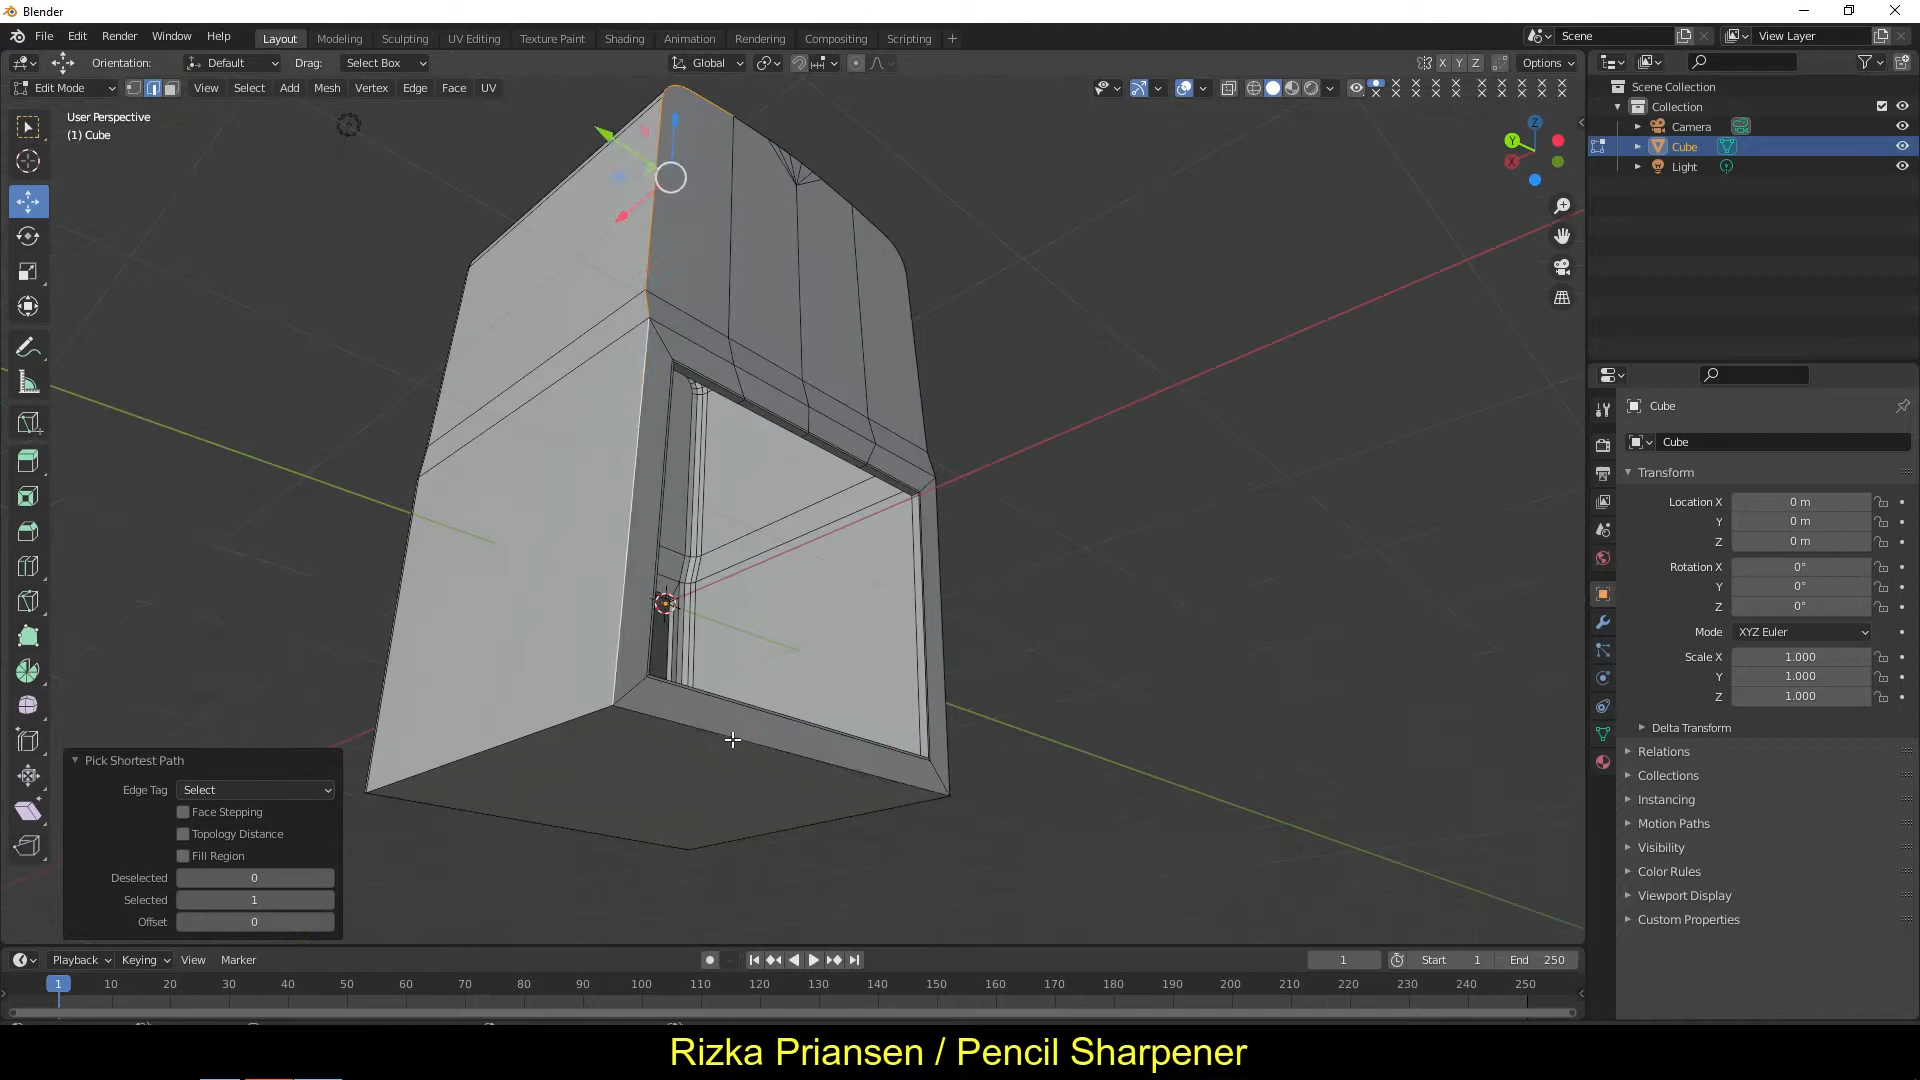 Blender
File Edit Render Window Help Layout Modeling Sculpting UV Editing Texture Paint Shading Animation Rendering Compositing Scripting + Scene View Layer
Orientation: Default Drag: Select Box Global X Y Z Options
Edit Mode View Select Add Mesh Vertex Edge Face UV
User Perspective
(1) Cube
Z
Y
X
Scene Collection
Collection
Camera
Cube
Light
Cube
Cube
Transform
Location X 0 m
Y 0 m
Z 0 m
Rotation X 0°
Y 0°
Z 0°
Mode XYZ Euler
Scale X 1.000
Y 1.000
Z 1.000
Delta Transform
Relations
Collections
Instancing
Motion Paths
Visibility
Color Rules
Viewport Display
Custom Properties
Pick Shortest Path
Edge Tag Select
Face Stepping
Topology Distance
Fill Region
Deselected 0
Selected 1
Offset 0
Playback Keying View Marker 1 Start 1 End 250
1 10 20 30 40 50 60 70 80 90 100 110 120 130 140 150 160 170 180 190 200 210 220 230 240 250
Rizka Priansen / Pencil Sharpener